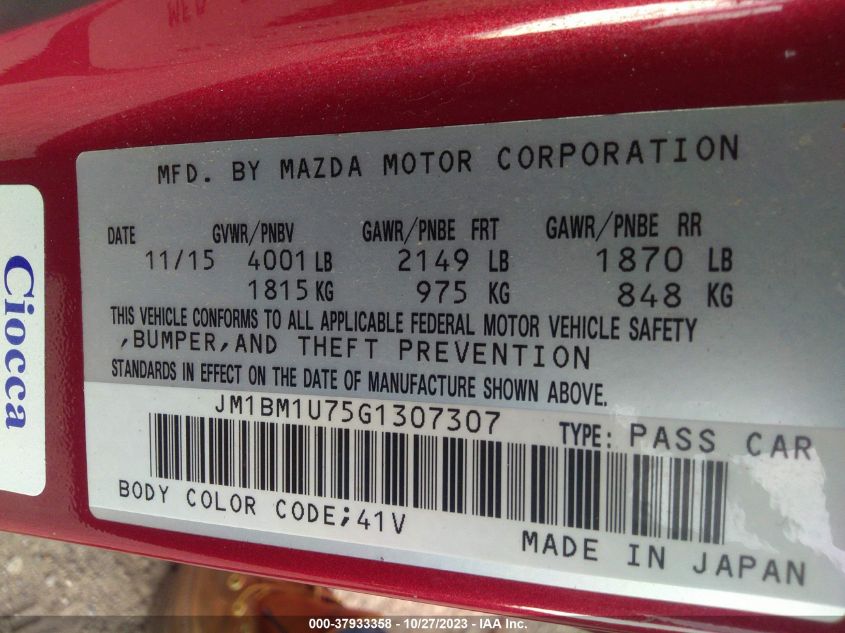 MFD. BY MAZDA MOTOR CORPORATION
DATE GVWR/PNBV GAWR/PNBE FRT GAWR/PNBE RR
11/15 4001 LB 2149 LB 1870 LB
1815 KG 975 KG 848 KG
THIS VEHICLE CONFORMS TO ALL APPLICABLE FEDERAL MOTOR VEHICLE SAFETY
,BUMPER,AND THEFT PREVENTION
STANDARDS IN EFFECT ON THE DATE OF MANUFACTURE SHOWN ABOVE.
JM1BM1U75G1307307 TYPE: PASS CAR
BODY COLOR CODE;41V MADE IN JAPAN
Ciocca
000-37933358 - 10/27/2023 - IAA Inc.